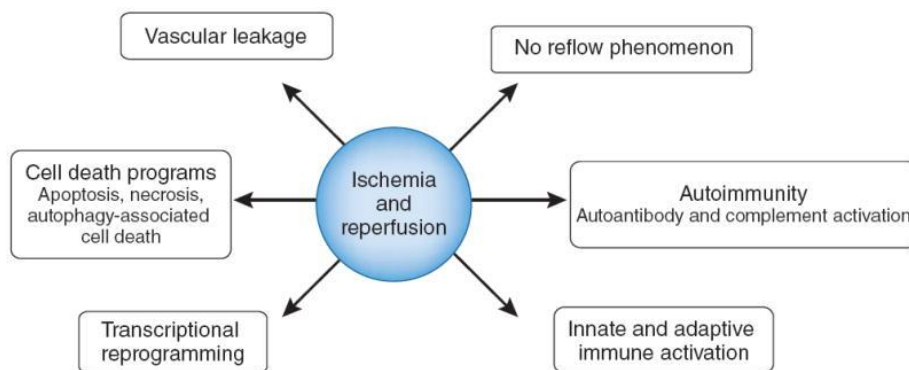 Vascular leakage
No reflow phenomenon
Cell death programs
Apoptosis, necrosis,
autophagy-associated
cell death
Ischemia
and
reperfusion
Autoimmunity
Autoantibody and complement activation
Transcriptional
reprogramming
Innate and adaptive
immune activation